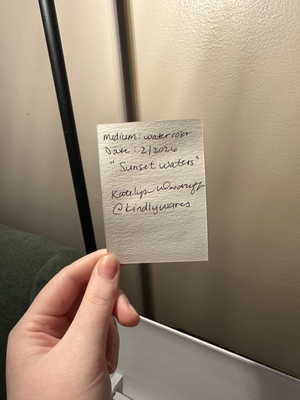 Medium: watercolor
Date: 2/2026
"Sunset Waters"
Katelyn Woodruff
@kindlywares